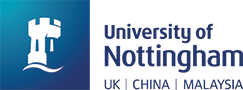 University of
Nottingham
UK | CHINA | MALAYSIA